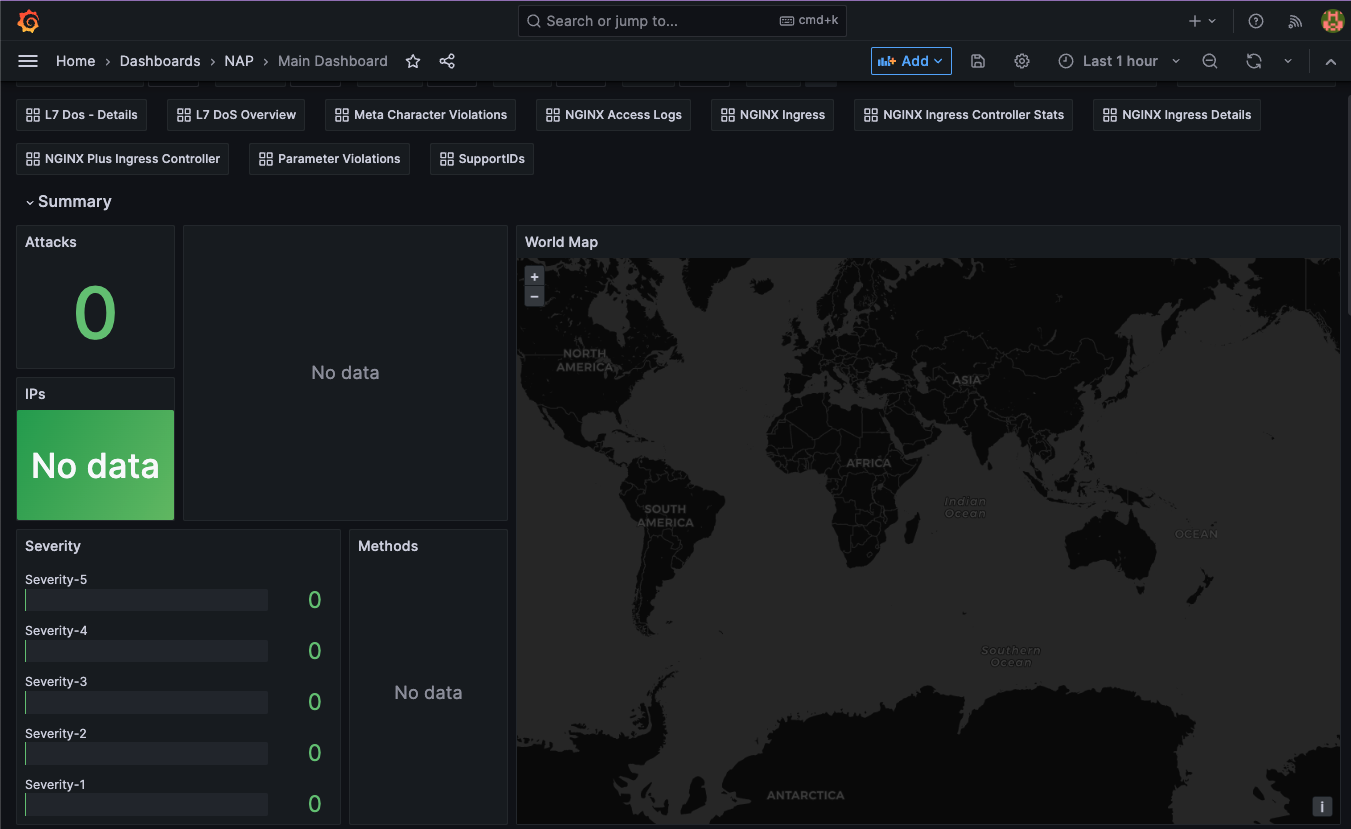 Search or jump to...
cmd+k
Home
Dashboards
NAP
Main Dashboard
Add
Last 1 hour
L7 Dos - Details
L7 DoS Overview
Meta Character Violations
NGINX Access Logs
NGINX Ingress
NGINX Ingress Controller Stats
NGINX Ingress Details
NGINX Plus Ingress Controller
Parameter Violations
SupportIDs
Summary
Attacks
0
IPs
No data
No data
World Map
+
−
NORTH
AMERICA
ASIA
AFRICA
SOUTH
AMERICA
Indian
Ocean
OCEAN
Southern
Ocean
ANTARCTICA
i
Severity
Severity-5
0
Severity-4
0
Severity-3
0
Severity-2
0
Severity-1
0
Methods
No data